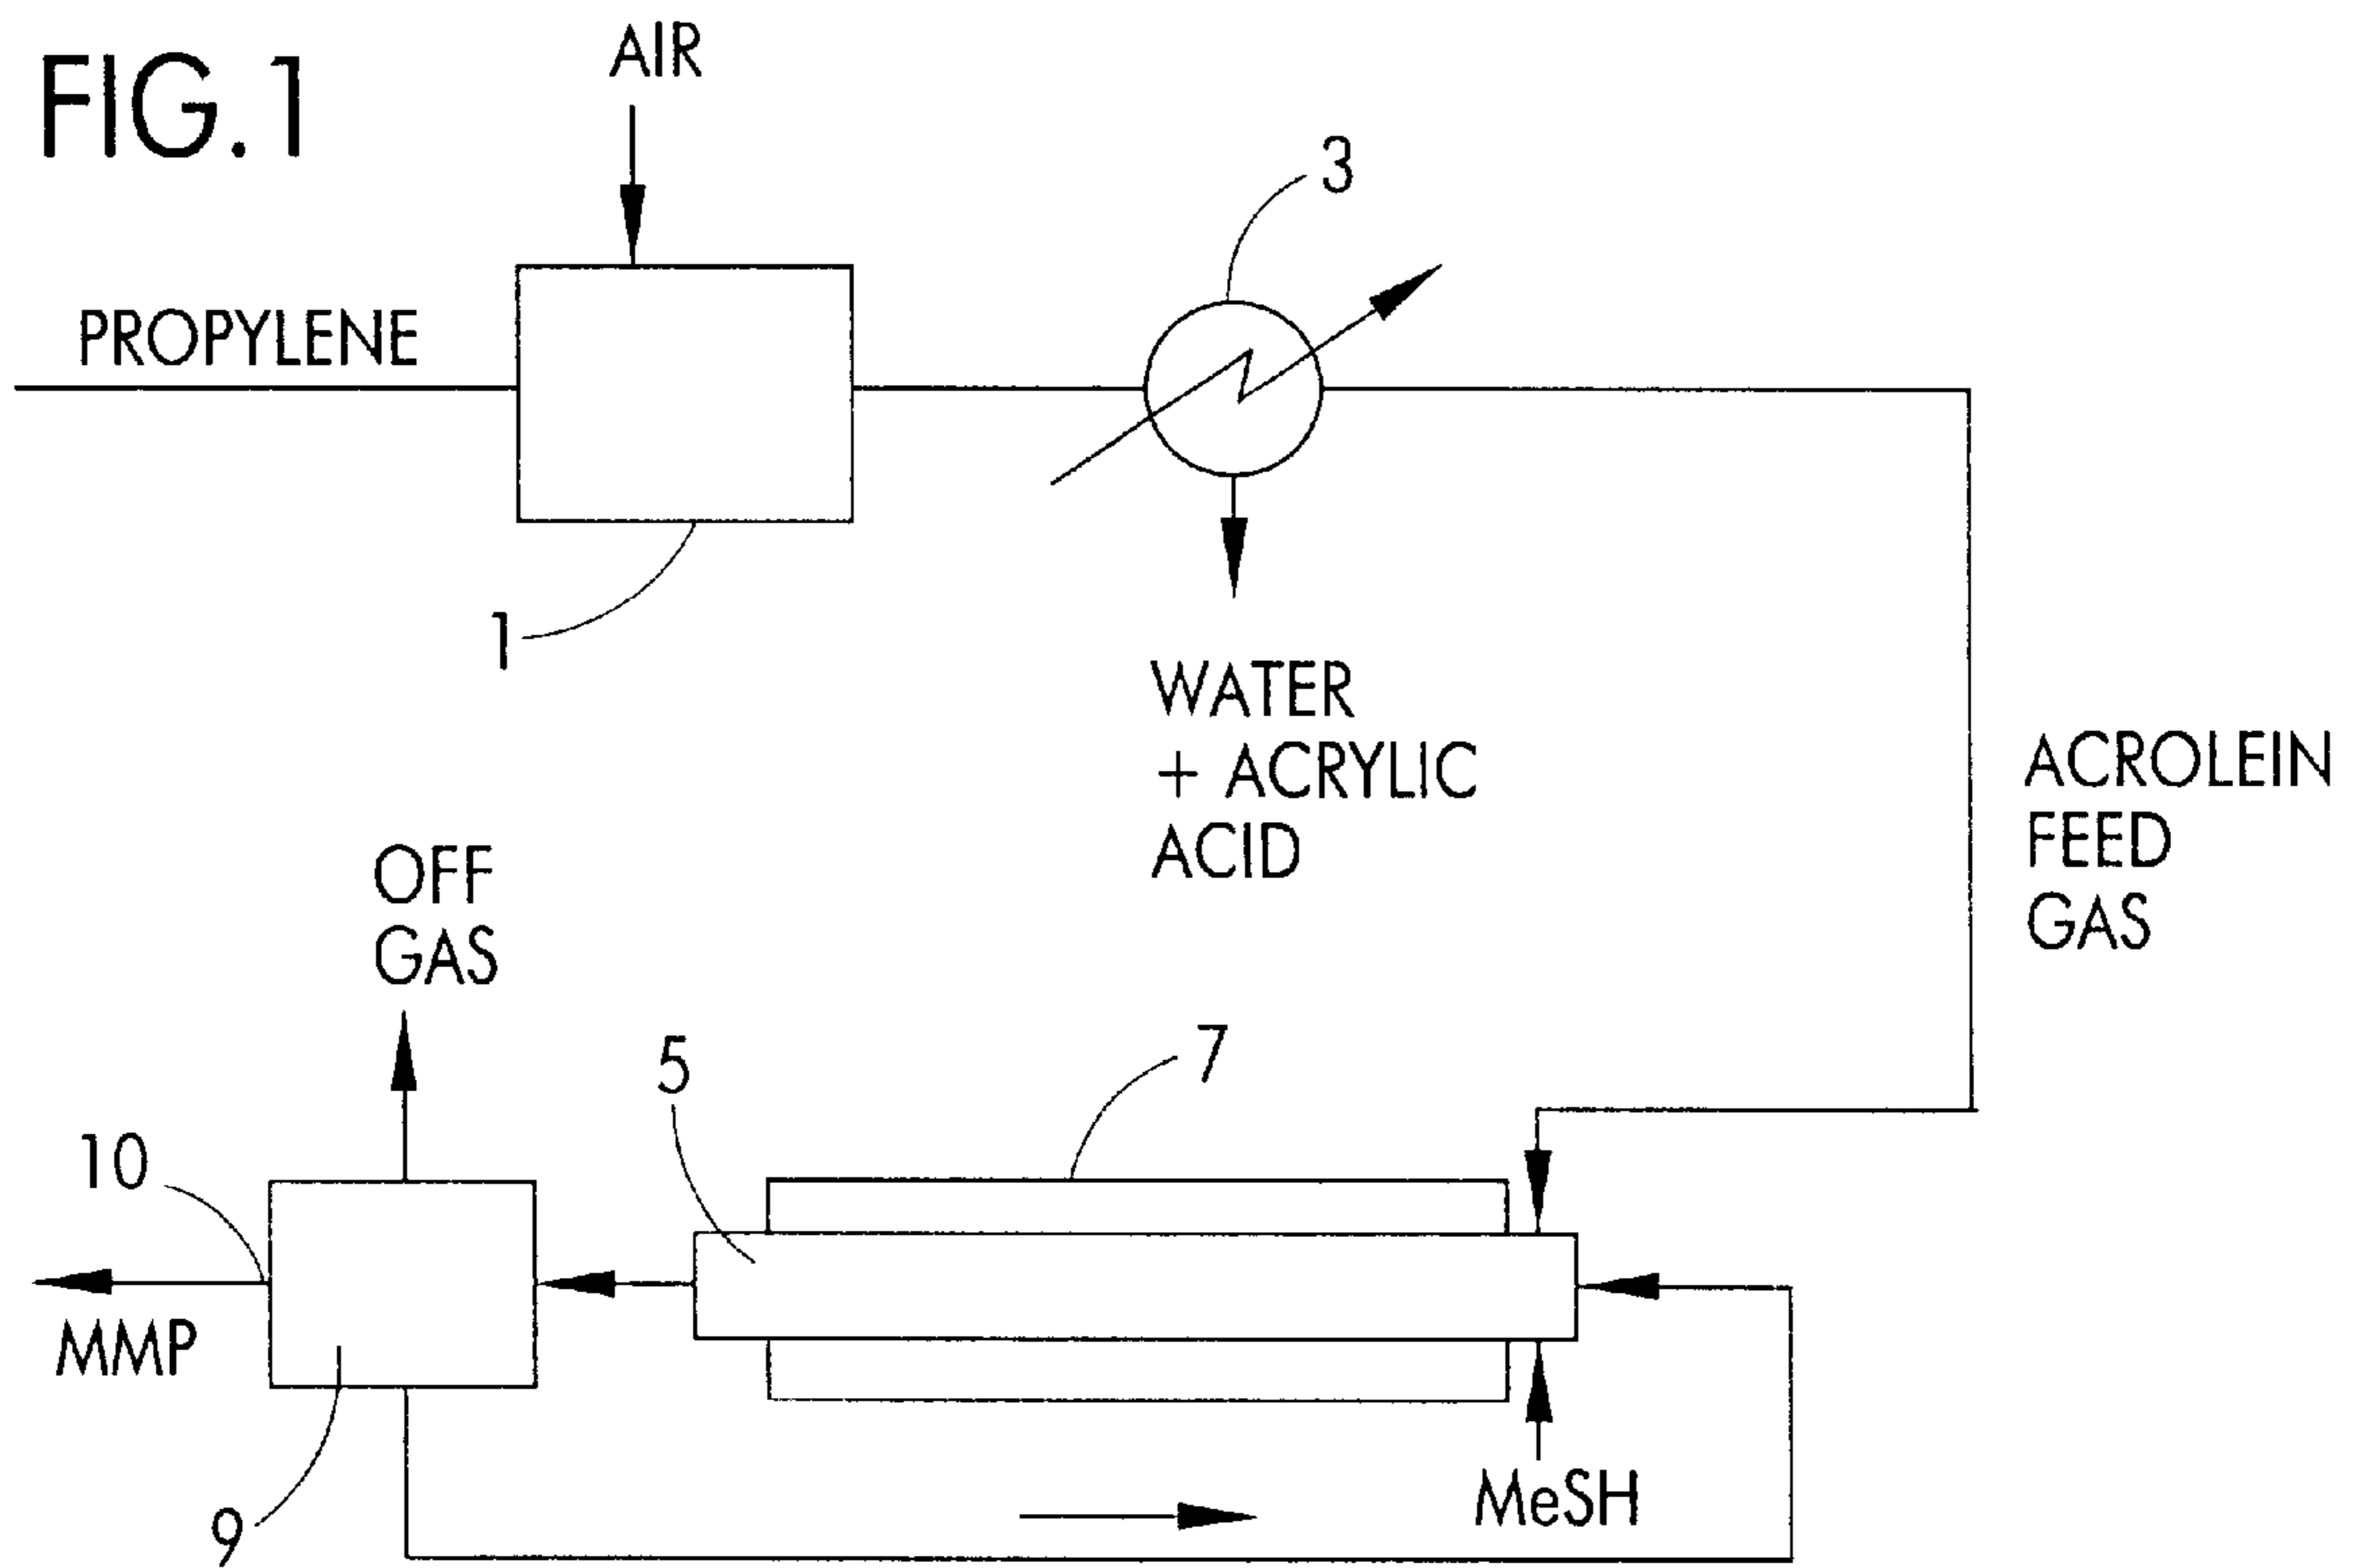 FIG.1
AIR
3
PROPYLENE
1
WATER
+ ACRYLIC
ACID
ACROLEIN
FEED
GAS
OFF
GAS
5
7
10
MMP
MeSH
9